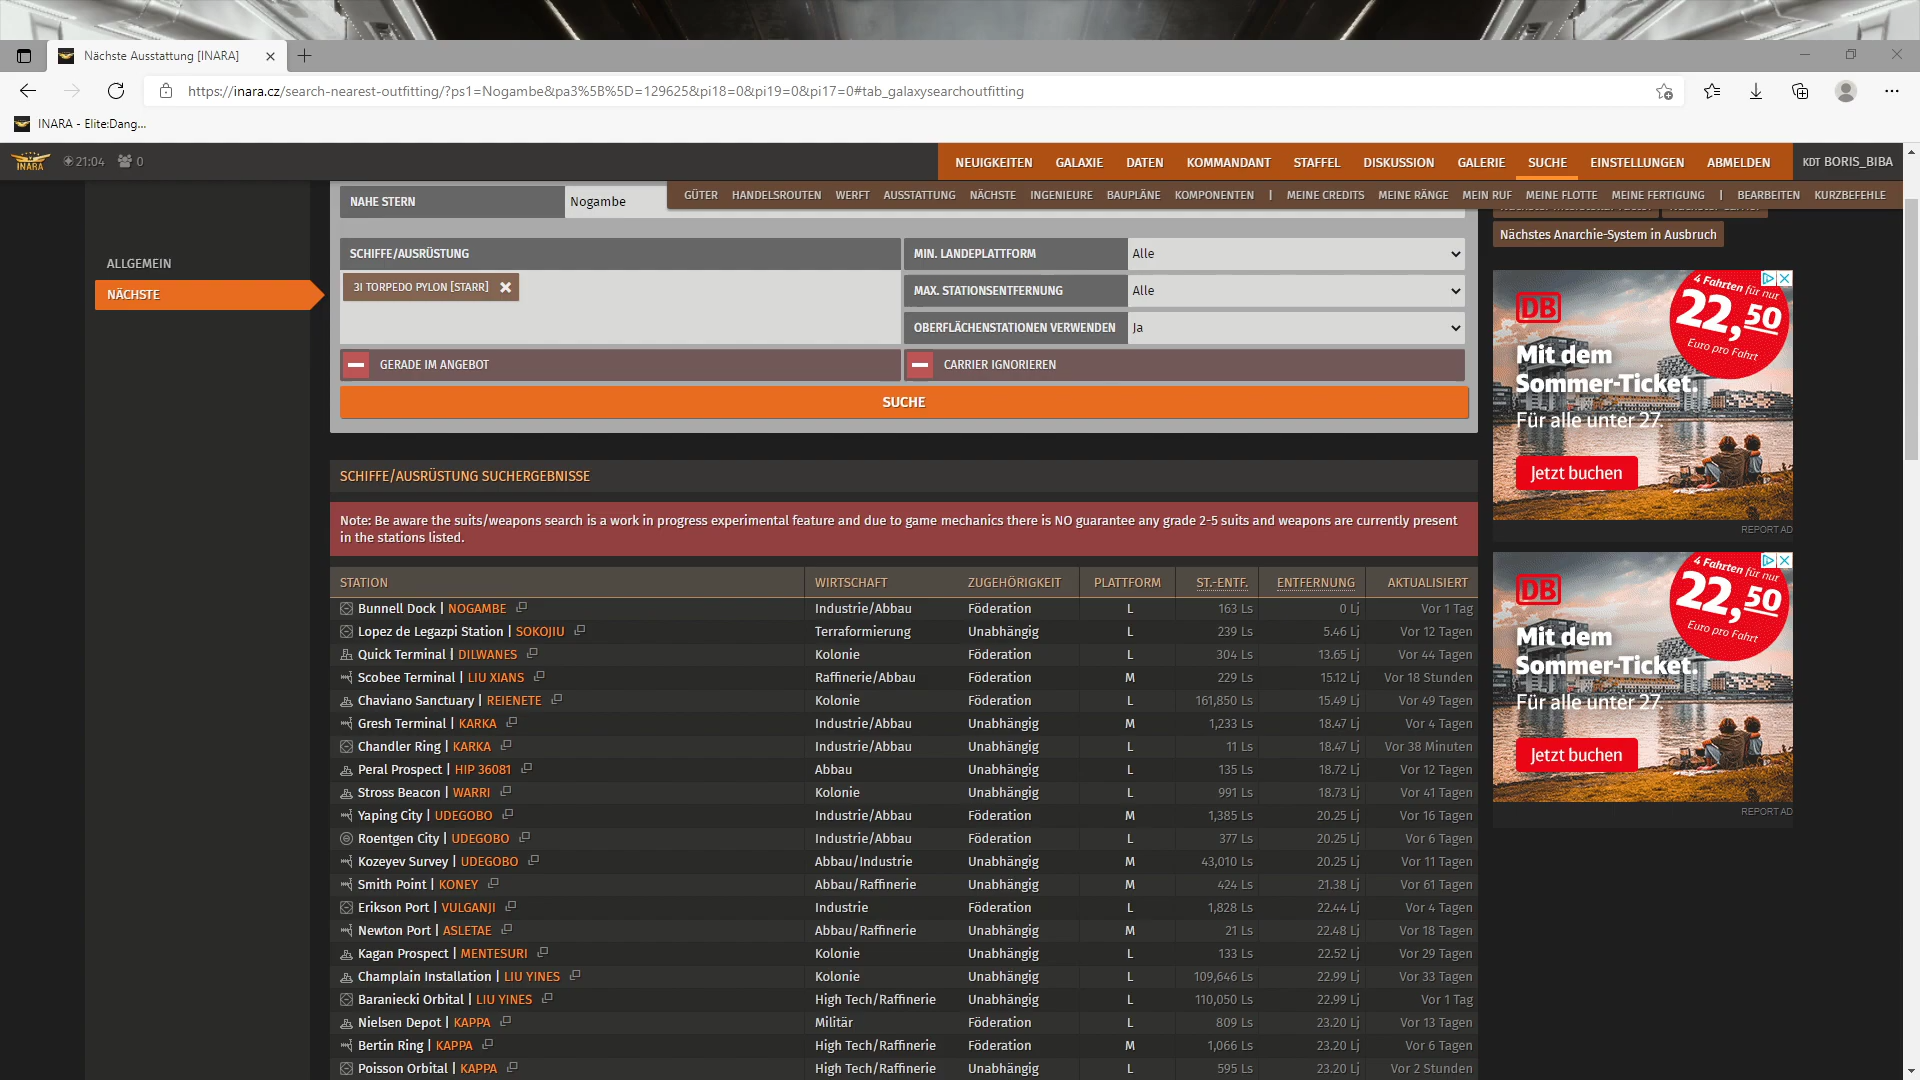 Nächste Ausstattung [INARA]
https://inara.cz/search-nearest-outfitting/?ps1=Nogambe&pa3%5B%5D=129625&pi18=0&pi19=0&pi17=0#tab_galaxysearchoutfitting
INARA - Elite:Dang...
INARA 21:04 0
NEUIGKEITEN GALAXIE DATEN KOMMANDANT STAFFEL DISKUSSION GALERIE SUCHE EINSTELLUNGEN ABMELDEN KDT BORIS_BIBA
GÜTER HANDELSROUTEN WERFT AUSSTATTUNG NÄCHSTE INGENIEURE BAUPLÄNE KOMPONENTEN | MEINE CREDITS MEINE RÄNGE MEIN RUF MEINE FLOTTE MEINE FERTIGUNG | BEARBEITEN KURZBEFEHLE
NAHE STERN Nogambe
Nächstes Anarchie-System in Ausbruch
ALLGEMEIN
NÄCHSTE
SCHIFFE/AUSRÜSTUNG
3I TORPEDO PYLON [STARR]
MIN. LANDEPLATTFORM Alle
MAX. STATIONSENTFERNUNG Alle
OBERFLÄCHENSTATIONEN VERWENDEN Ja
GERADE IM ANGEBOT
CARRIER IGNORIEREN
SUCHE
SCHIFFE/AUSRÜSTUNG SUCHERGEBNISSE
Note: Be aware the suits/weapons search is a work in progress experimental feature and due to game mechanics there is NO guarantee any grade 2-5 suits and weapons are currently present
in the stations listed.
STATION WIRTSCHAFT ZUGEHÖRIGKEIT PLATTFORM ST.-ENTF. ENTFERNUNG AKTUALISIERT
Bunnell Dock | NOGAMBE Industrie/Abbau Föderation L 163 Ls 0 Lj Vor 1 Tag
Lopez de Legazpi Station | SOKOJIU Terraformierung Unabhängig L 239 Ls 5.46 Lj Vor 12 Tagen
Quick Terminal | DILWANES Kolonie Föderation L 304 Ls 13.65 Lj Vor 44 Tagen
Scobee Terminal | LIU XIANS Raffinerie/Abbau Föderation M 229 Ls 15.12 Lj Vor 18 Stunden
Chaviano Sanctuary | REIENETE Kolonie Föderation L 161,850 Ls 15.49 Lj Vor 49 Tagen
Gresh Terminal | KARKA Industrie/Abbau Unabhängig M 1,233 Ls 18.47 Lj Vor 4 Tagen
Chandler Ring | KARKA Industrie/Abbau Unabhängig L 11 Ls 18.47 Lj Vor 38 Minuten
Peral Prospect | HIP 36081 Abbau Unabhängig L 135 Ls 18.72 Lj Vor 12 Tagen
Stross Beacon | WARRI Kolonie Unabhängig L 991 Ls 18.73 Lj Vor 41 Tagen
Yaping City | UDEGOBO Industrie/Abbau Föderation M 1,385 Ls 20.25 Lj Vor 16 Tagen
Roentgen City | UDEGOBO Industrie/Abbau Föderation L 377 Ls 20.25 Lj Vor 6 Tagen
Kozeyev Survey | UDEGOBO Abbau/Industrie Unabhängig M 43,010 Ls 20.25 Lj Vor 11 Tagen
Smith Point | KONEY Abbau/Raffinerie Unabhängig M 424 Ls 21.38 Lj Vor 61 Tagen
Erikson Port | VULGANJI Industrie Föderation L 1,828 Ls 22.44 Lj Vor 4 Tagen
Newton Port | ASLETAE Abbau/Raffinerie Unabhängig M 21 Ls 22.48 Lj Vor 18 Tagen
Kagan Prospect | MENTESURI Kolonie Unabhängig L 133 Ls 22.52 Lj Vor 29 Tagen
Champlain Installation | LIU YINES Kolonie Unabhängig L 109,646 Ls 22.99 Lj Vor 33 Tagen
Baraniecki Orbital | LIU YINES High Tech/Raffinerie Unabhängig L 110,050 Ls 22.99 Lj Vor 1 Tag
Nielsen Depot | KAPPA Militär Föderation L 809 Ls 23.20 Lj Vor 13 Tagen
Bertin Ring | KAPPA High Tech/Raffinerie Föderation M 1,066 Ls 23.20 Lj Vor 6 Tagen
Poisson Orbital | KAPPA High Tech/Raffinerie Unabhängig L 595 Ls 23.20 Lj Vor 2 Stunden
DB
4 Fahrten für nur
22,50
Euro pro Fahrt
Mit dem
Sommer-Ticket.
Für alle unter 27.
Jetzt buchen
REPORT AD
DB
4 Fahrten für nur
22,50
Euro pro Fahrt
Mit dem
Sommer-Ticket.
Für alle unter 27.
Jetzt buchen
REPORT AD